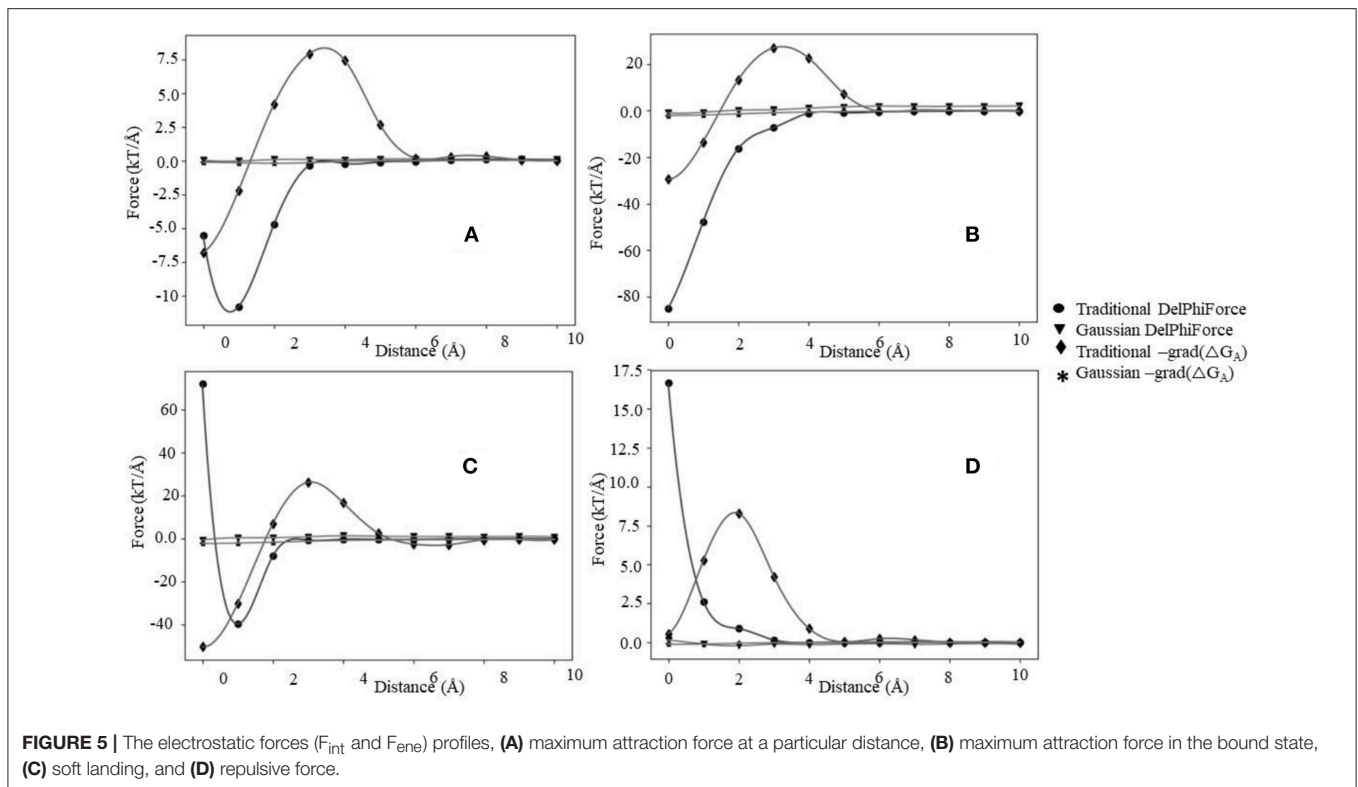 7.5
5.0
2.5
0.0
-2.5
-5.0
-7.5
-10
Force (kT/Å)
A
0 2 4 6 8 10
Distance (Å)
20
0.0
-20
-40
-60
-80
Force (kT/Å)
B
0 2 4 6 8 10
Distance (Å)
Traditional DelPhiForce
Gaussian DelPhiForce
Traditional –grad(△G_A)
Gaussian –grad(△G_A)
60
40
20
0.0
-20
-40
Force (kT/Å)
C
0 2 4 6 8 10
Distance (Å)
17.5
15.0
12.5
10.0
7.5
5.0
2.5
0.0
Force (kT/Å)
D
0 2 4 6 8 10
Distance (Å)
FIGURE 5 | The electrostatic forces (F_int and F_ene) profiles, (A) maximum attraction force at a particular distance, (B) maximum attraction force in the bound state,
(C) soft landing, and (D) repulsive force.